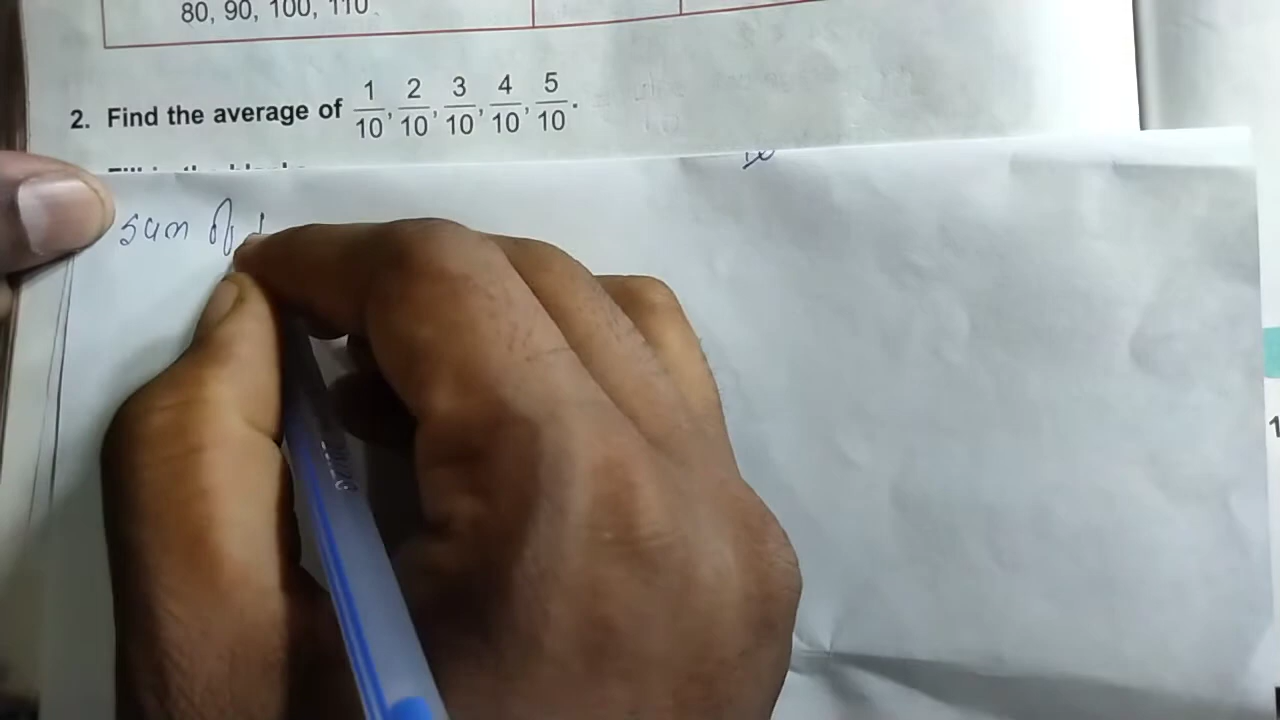 80, 90, 100, 110
2. Find the average of 1/10, 2/10, 3/10, 4/10, 5/10.
sum of
1